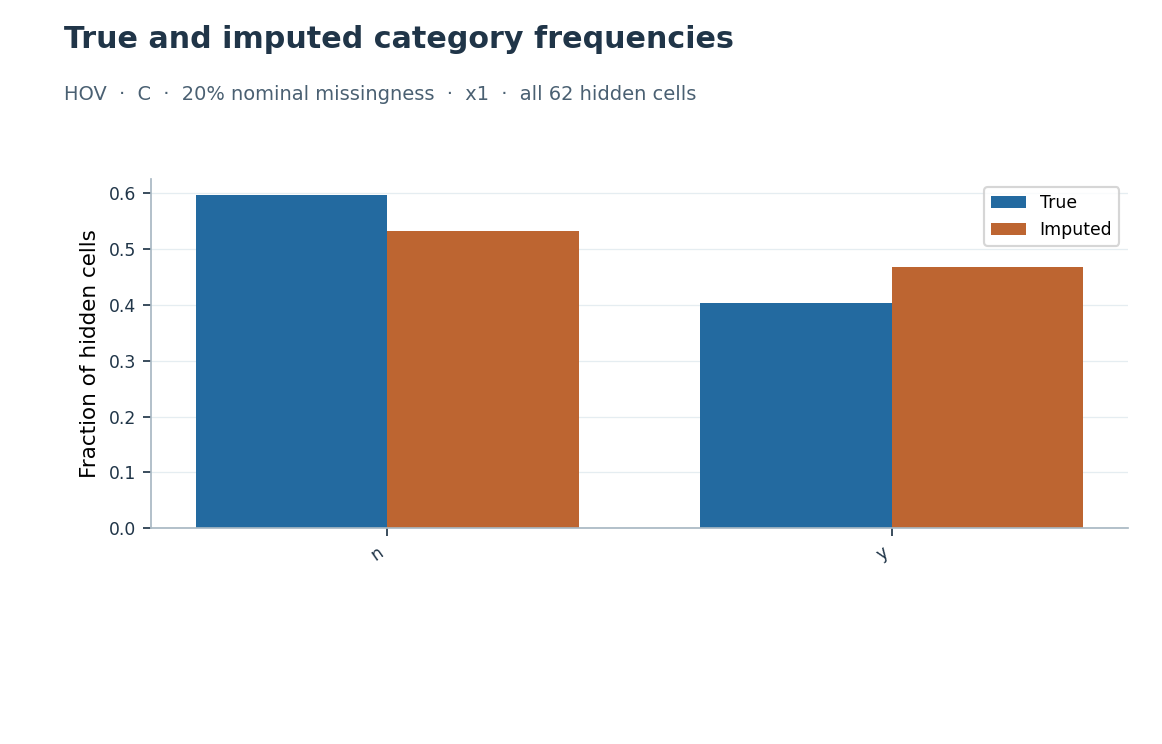 True and imputed category frequencies
HOV · C · 20% nominal missingness · x1 · all 62 hidden cells
Fraction of hidden cells
0.6
0.5
0.4
0.3
0.2
0.1
0.0
True
Imputed
n
y